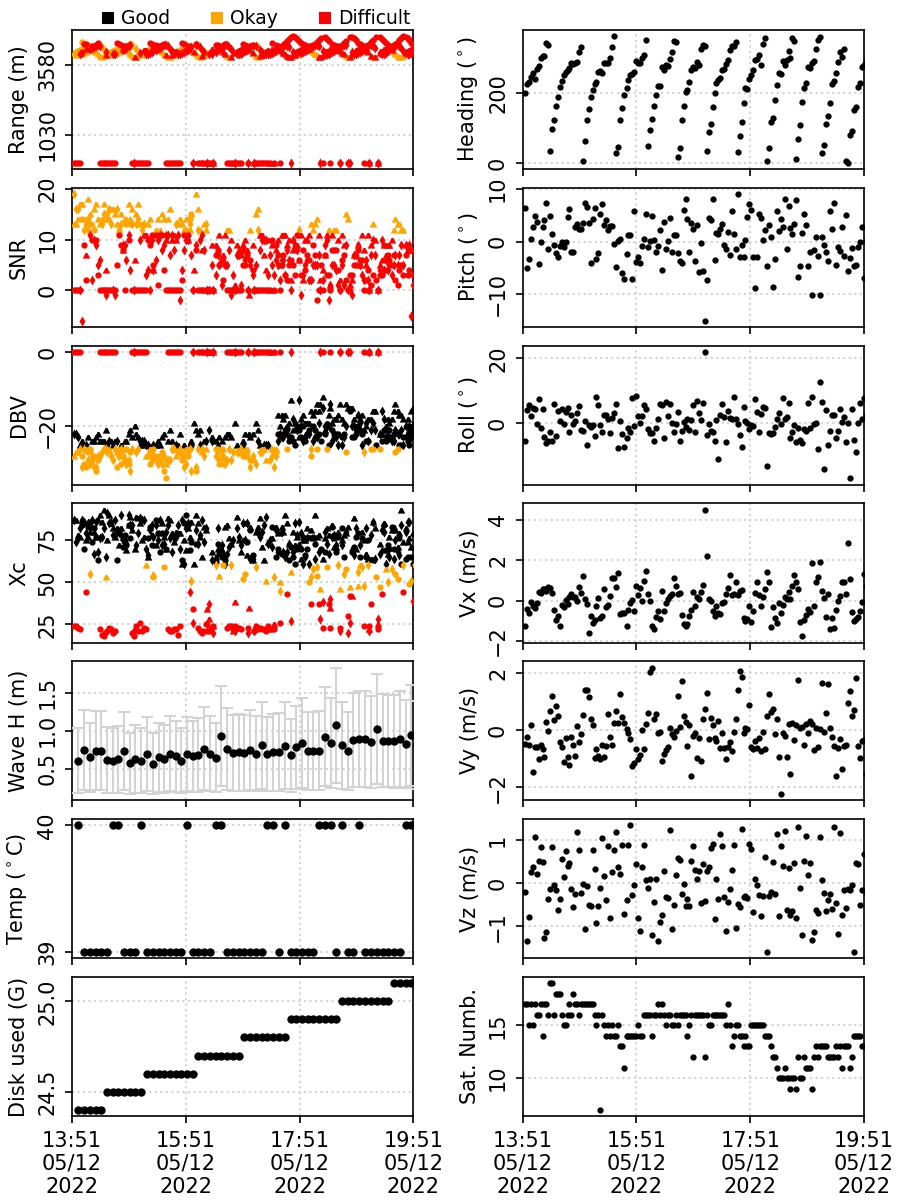 Good Okay Difficult
Range (m)
3580
1030
Heading (°)
200
0
SNR
20
10
0
Pitch (°)
10
0
−10
DBV
0
−20
Roll (°)
20
0
Xc
75
50
25
Vx (m/s)
4
2
0
−2
Wave H (m)
1.5
1.0
0.5
Vy (m/s)
2
0
−2
Temp (°C)
40
39
Vz (m/s)
1
0
−1
Disk used (G)
25.0
24.5
Sat. Numb.
15
10
13:51 15:51 17:51 19:51 13:51 15:51 17:51 19:51
05/12 05/12 05/12 05/12 05/12 05/12 05/12 05/12
2022 2022 2022 2022 2022 2022 2022 2022